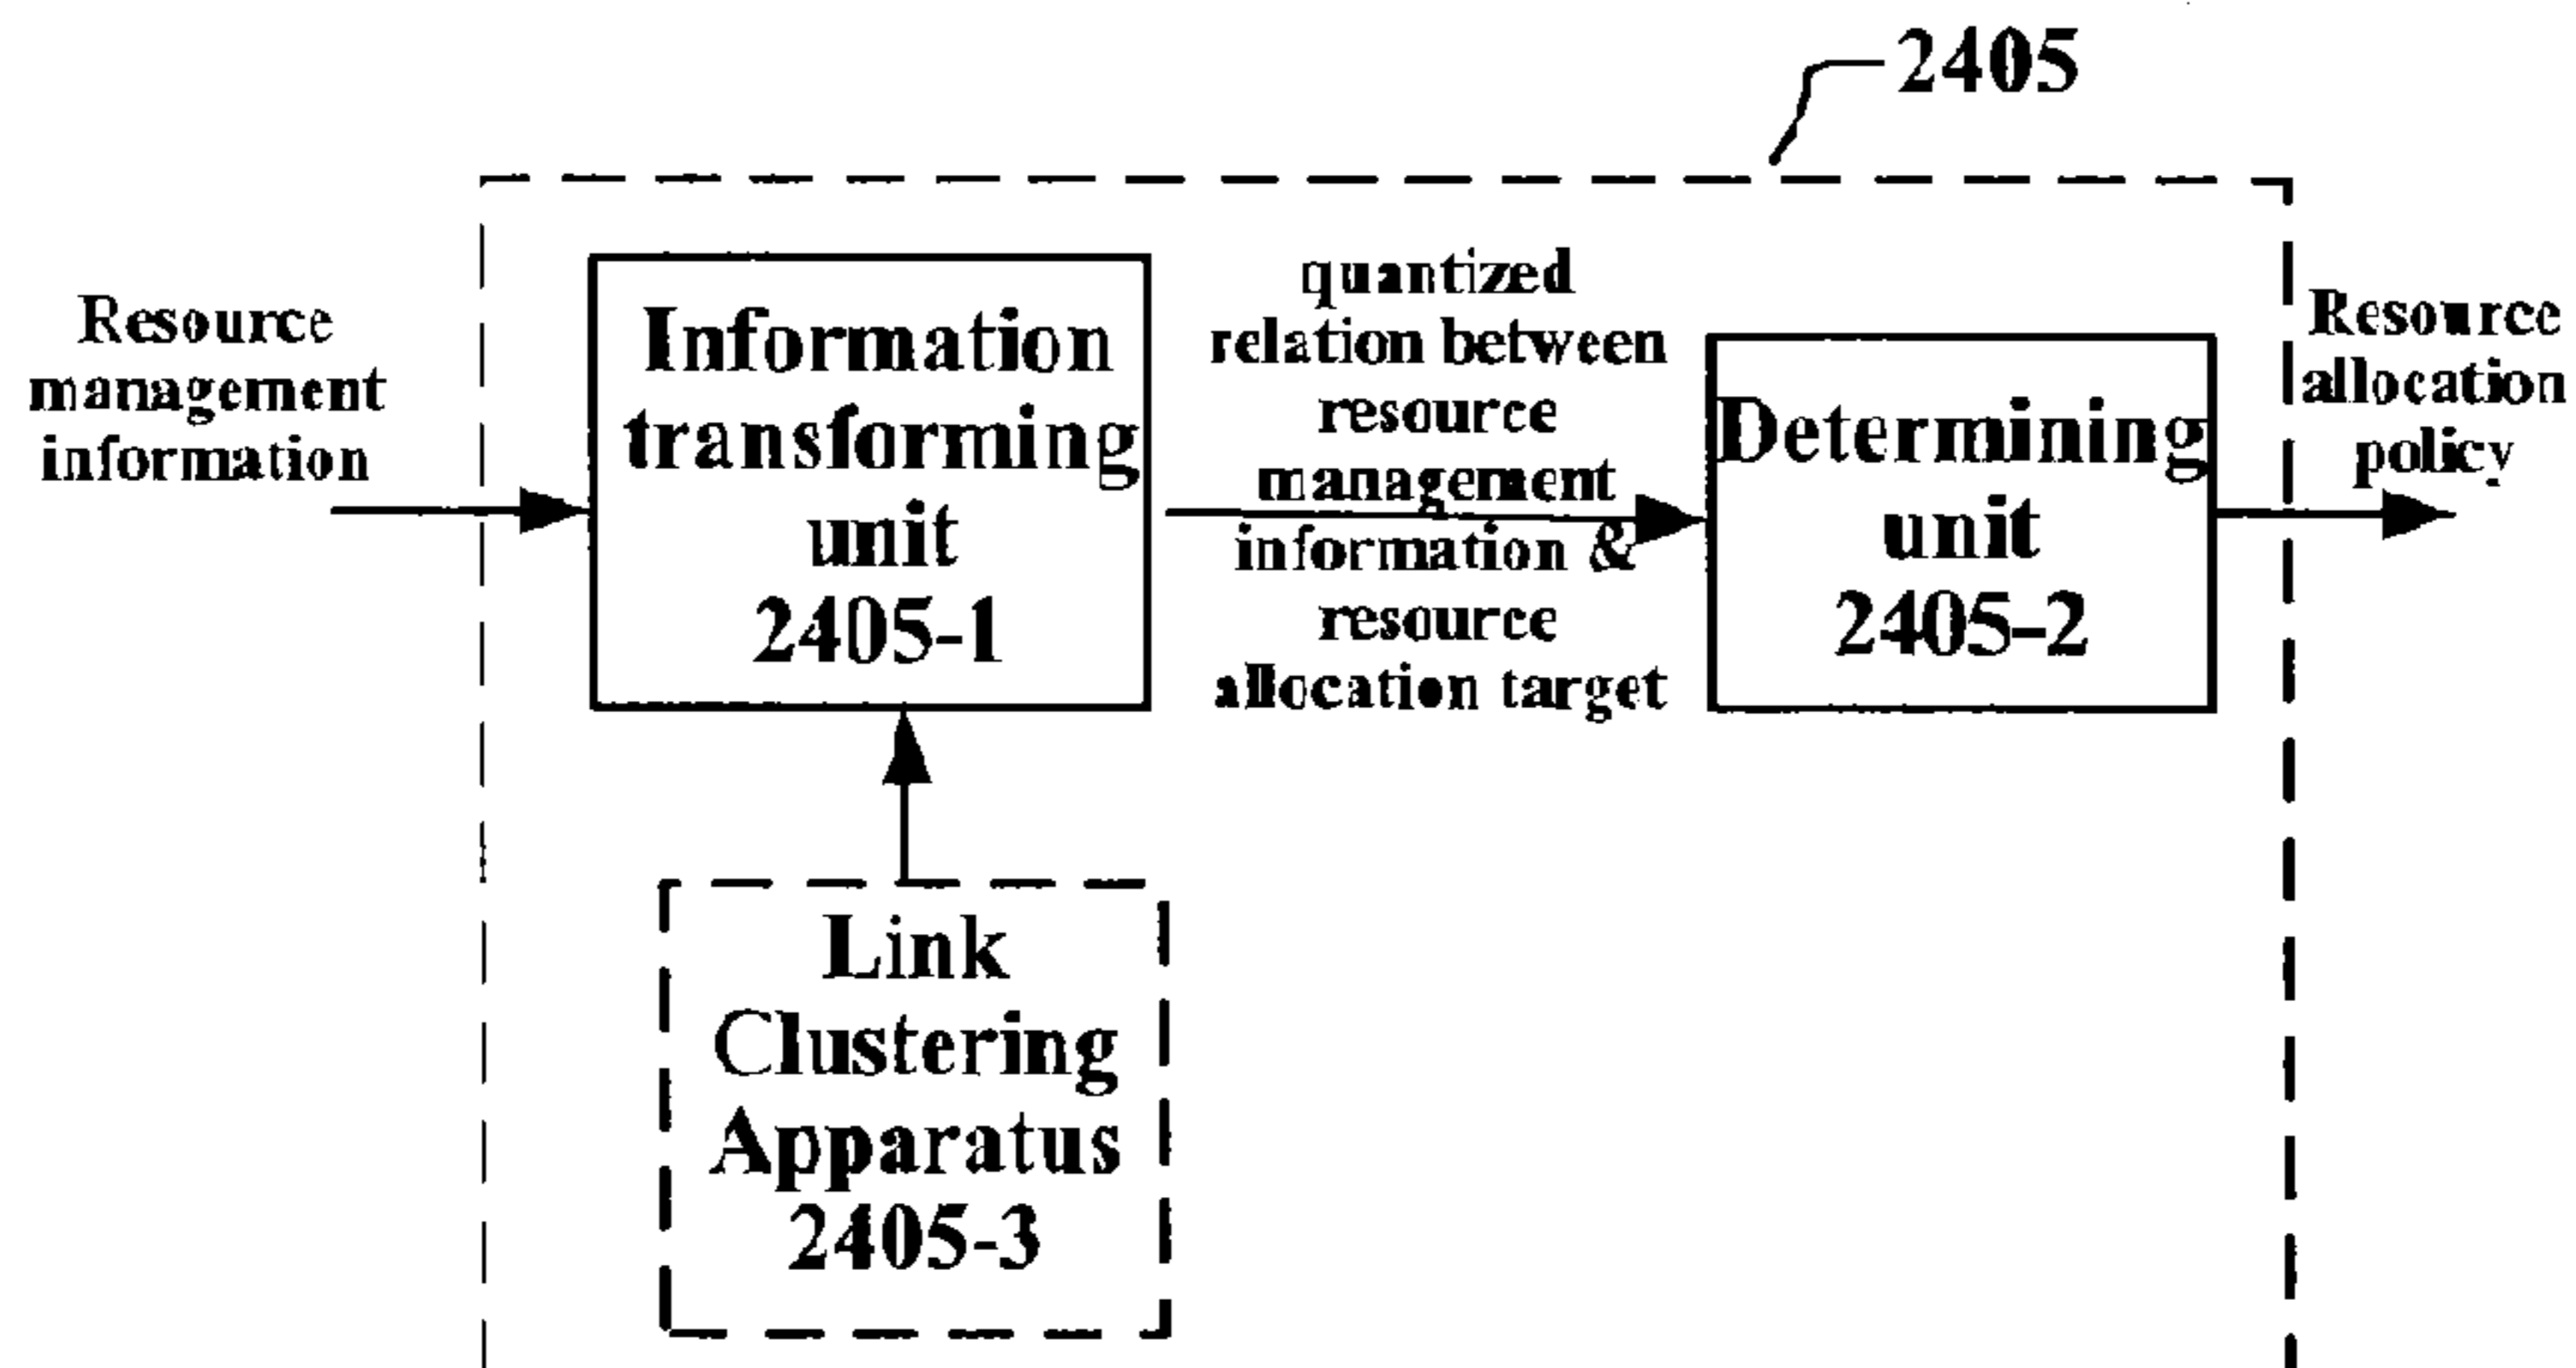 2405
Resource
management
information
Information
transforming
unit
2405-1
quantized
relation between
resource
management
information &
resource
allocation target
Determining
unit
2405-2
Resource
allocation
policy
Link
Clustering
Apparatus
2405-3